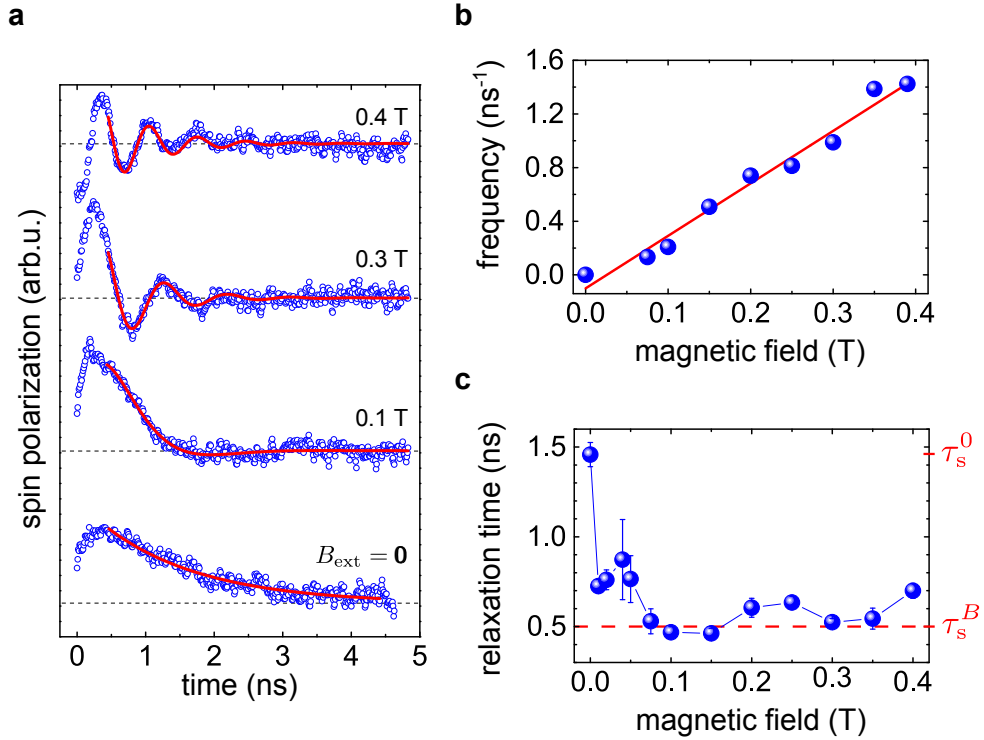 a
spin polarization (arb.u.)
0.4 T
0.3 T
0.1 T
B_ext = 0
0 1 2 3 4 5
time (ns)
b
frequency (ns⁻¹)
1.6
1.2
0.8
0.4
0.0
0.0 0.1 0.2 0.3 0.4
magnetic field (T)
c
relaxation time (ns)
1.5
1.0
0.5
τ_s^0
τ_s^B
0.0 0.1 0.2 0.3 0.4
magnetic field (T)